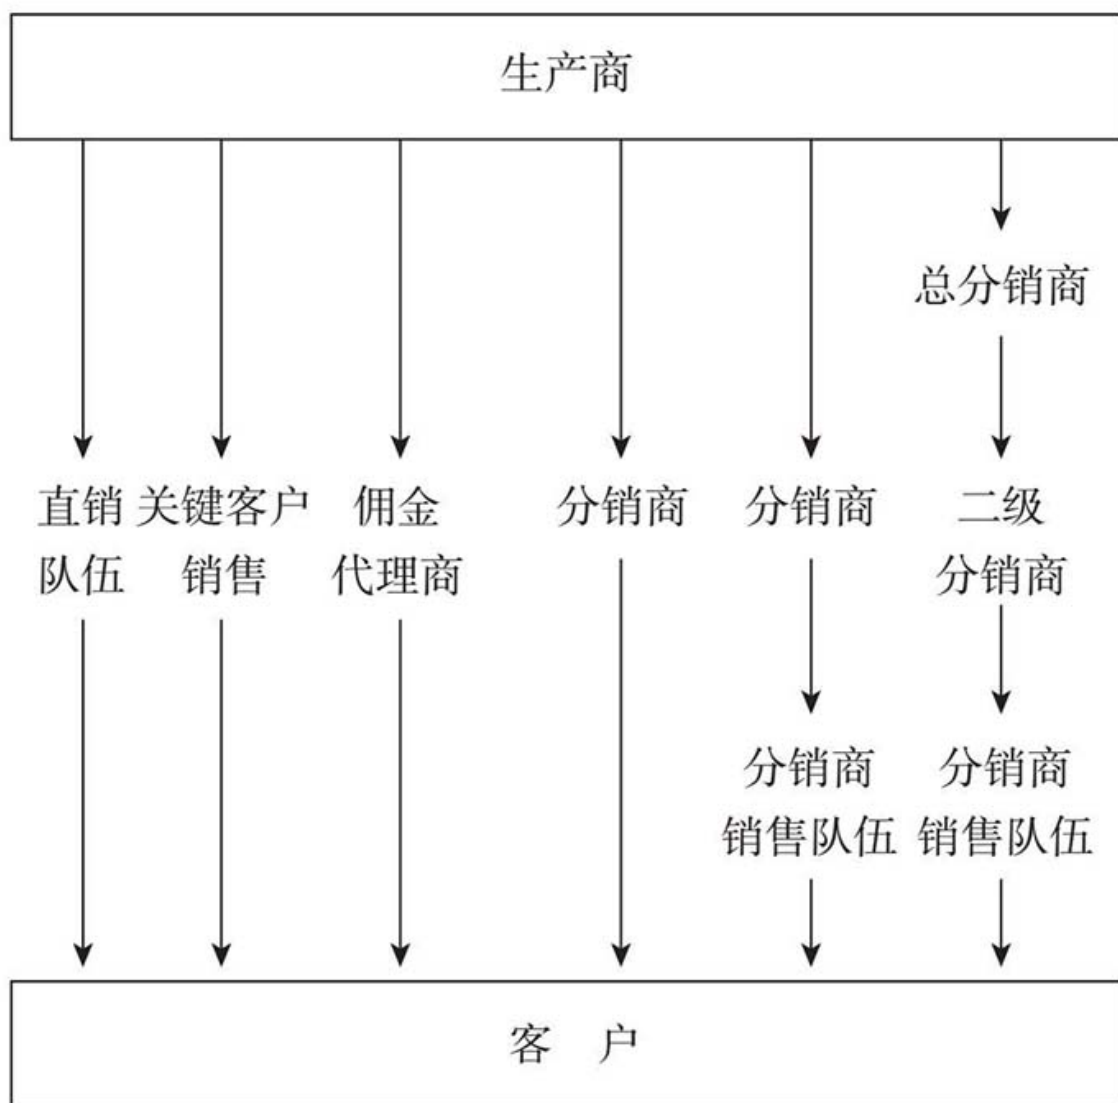 生产商
总分销商
直销 关键客户 佣金 分销商 分销商 二级
队伍 销售 代理商 分销商
分销商 分销商
销售队伍 销售队伍
客 户